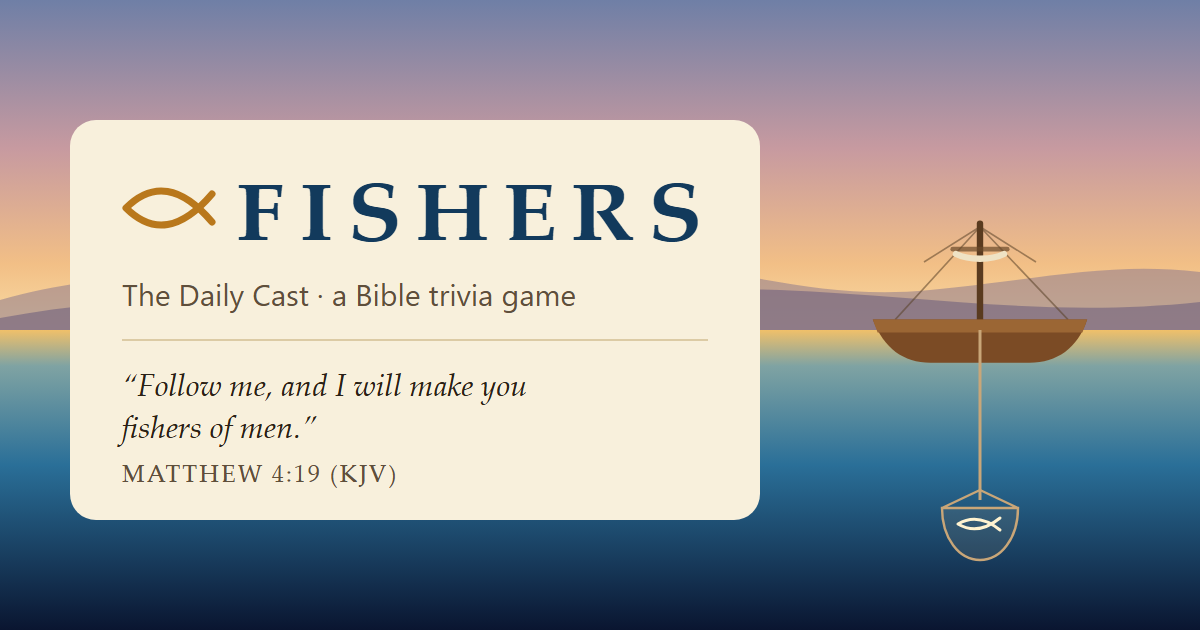 FISHERS
The Daily Cast · a Bible trivia game
“Follow me, and I will make you
fishers of men.”
MATTHEW 4:19 (KJV)